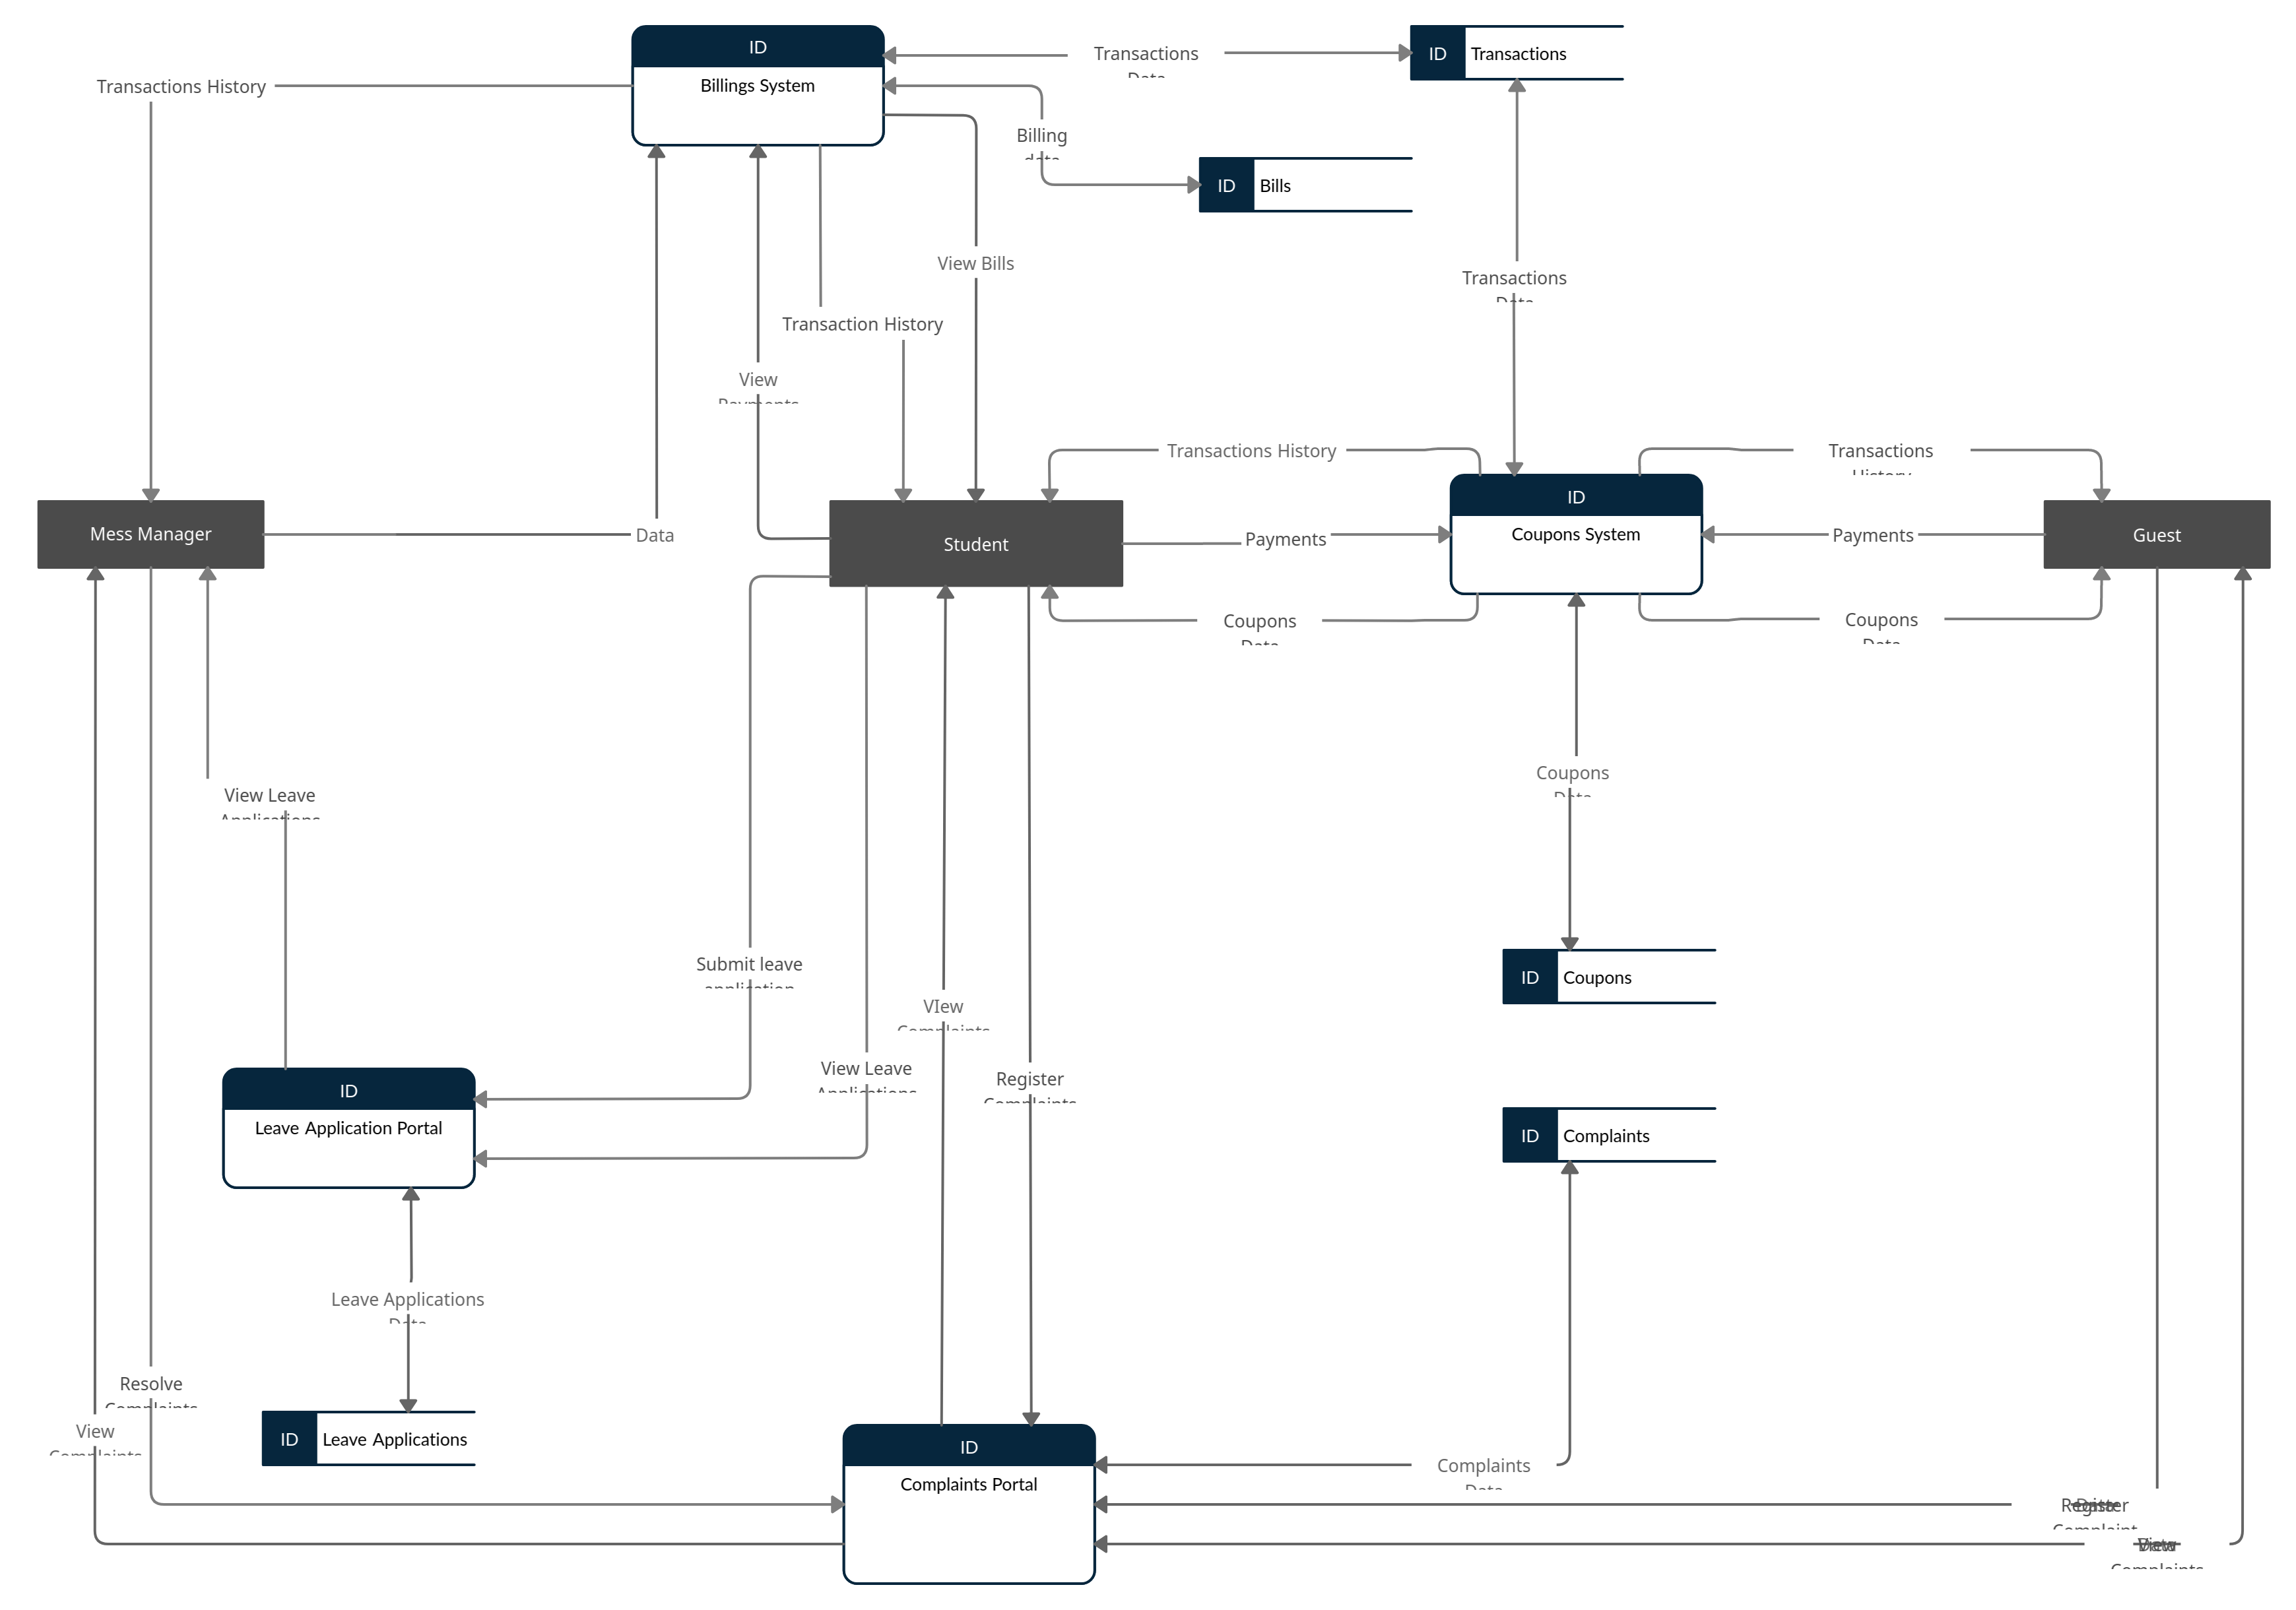 ID
Billings System
Transactions
Data
ID Transactions
Transactions History
Billing
data
ID Bills
View Bills
Transactions
Data
Transaction History
View
Payments
Transactions History
Transactions
History
Mess Manager
Data
Student
Payments
ID
Coupons System
Payments
Guest
Coupons
Data
Coupons
Data
Coupons
Data
View Leave
Applications
Submit leave
application
ID Coupons
VIew
Complaints
View Leave
Applications
Register
Complaints
ID
Leave Application Portal
ID Complaints
Leave Applications
Data
Resolve
Complaints
View
Complaints
ID Leave Applications
ID
Complaints Portal
Complaints
Data
Register
Complaint
View
Complaints